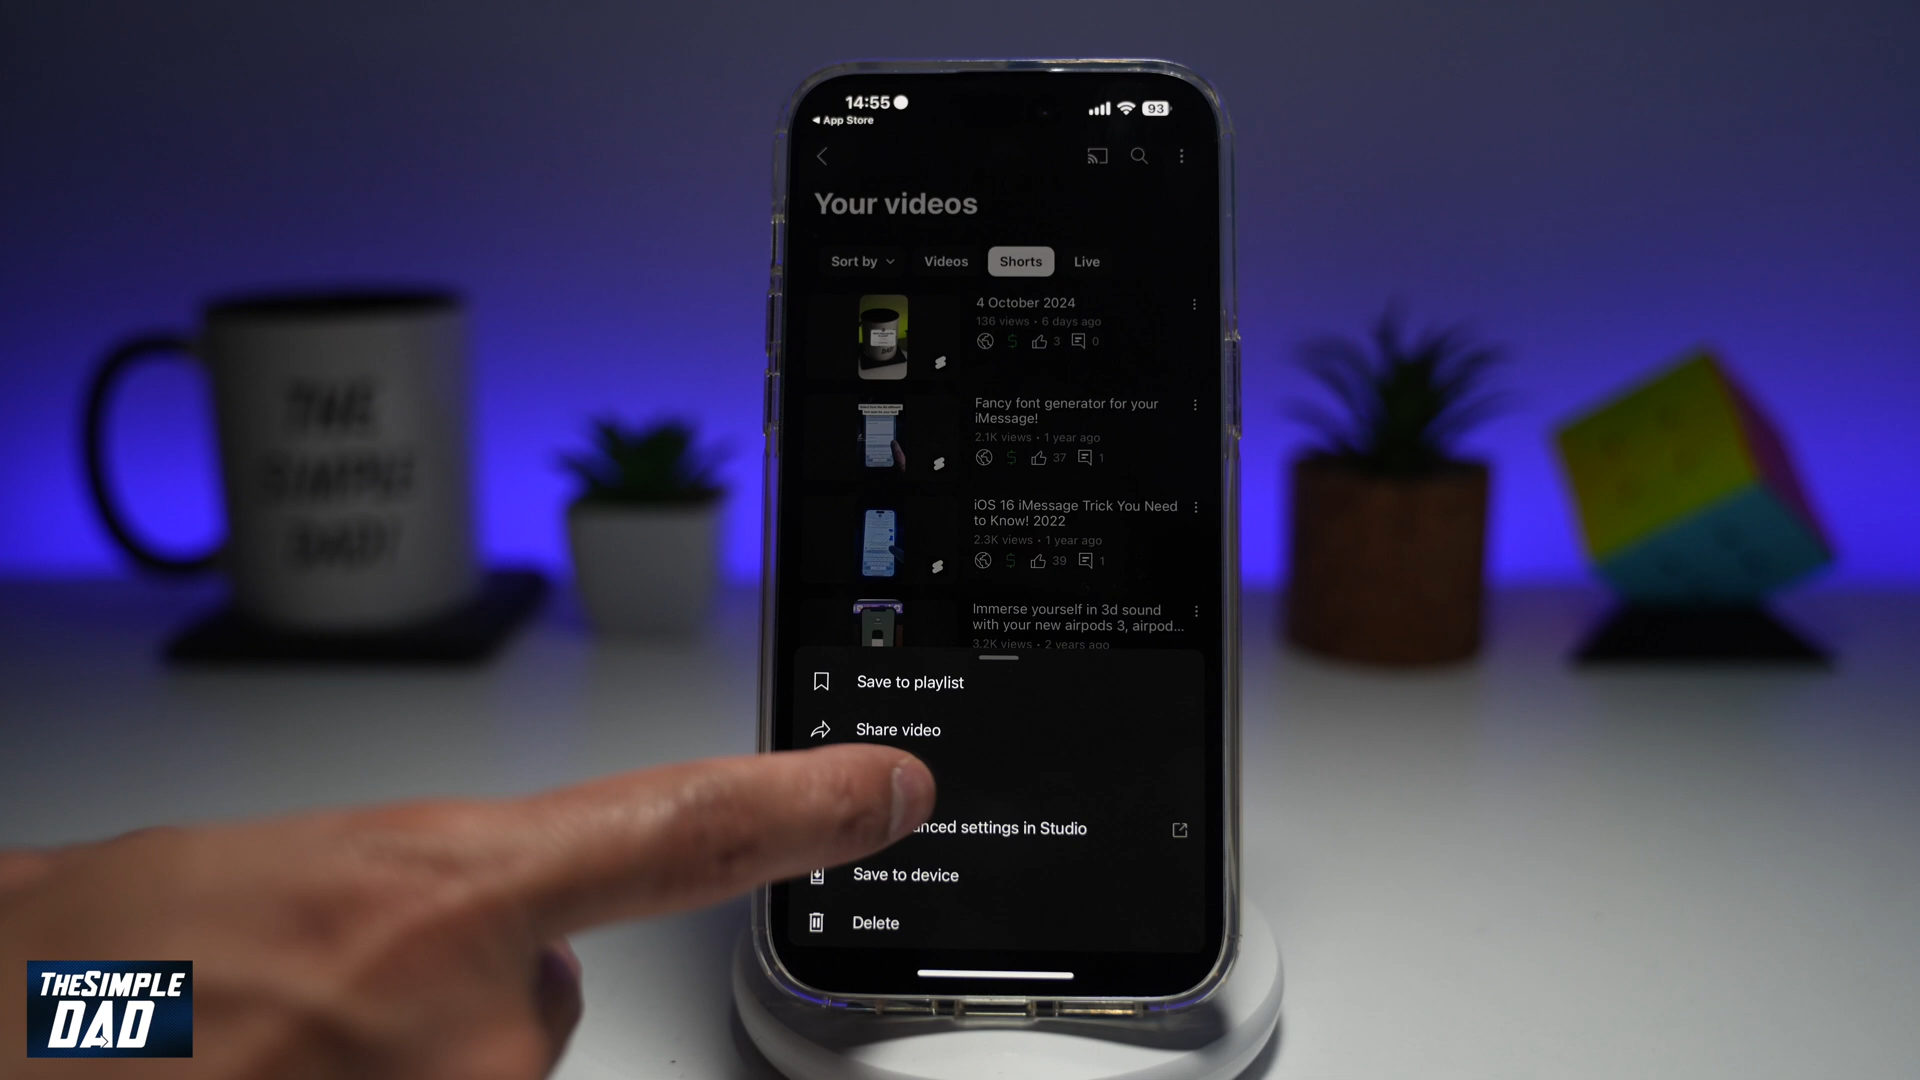 14:55
93
App Store
Your videos
Sort by
Videos
Shorts
Live
4 October 2024
136 views • 6 days ago
$ 3 0
Fancy font generator for your
iMessage!
2.1K views • 1 year ago
$ 37 1
iOS 16 iMessage Trick You Need
to Know! 2022
2.3K views • 1 year ago
$ 39 1
Immerse yourself in 3d sound
with your new airpods 3, airpod...
3.2K views • 2 years ago
Save to playlist
Share video
settings in Studio
Save to device
Delete
THE
SIMPLE
DAD
THESIMPLE
DAD